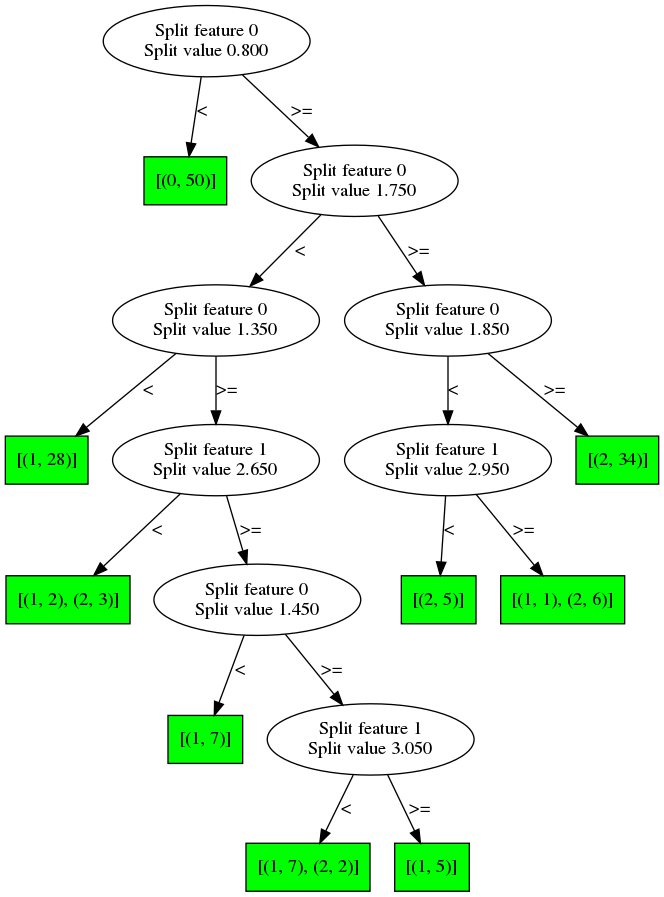 Split feature 0
Split value 0.800
<
>=
[(0, 50)]
Split feature 0
Split value 1.750
<
>=
Split feature 0
Split value 1.350
Split feature 0
Split value 1.850
<
>=
<
>=
[(1, 28)]
Split feature 1
Split value 2.650
Split feature 1
Split value 2.950
[(2, 34)]
<
>=
<
>=
[(1, 2), (2, 3)]
Split feature 0
Split value 1.450
[(2, 5)]
[(1, 1), (2, 6)]
<
>=
[(1, 7)]
Split feature 1
Split value 3.050
<
>=
[(1, 7), (2, 2)]
[(1, 5)]